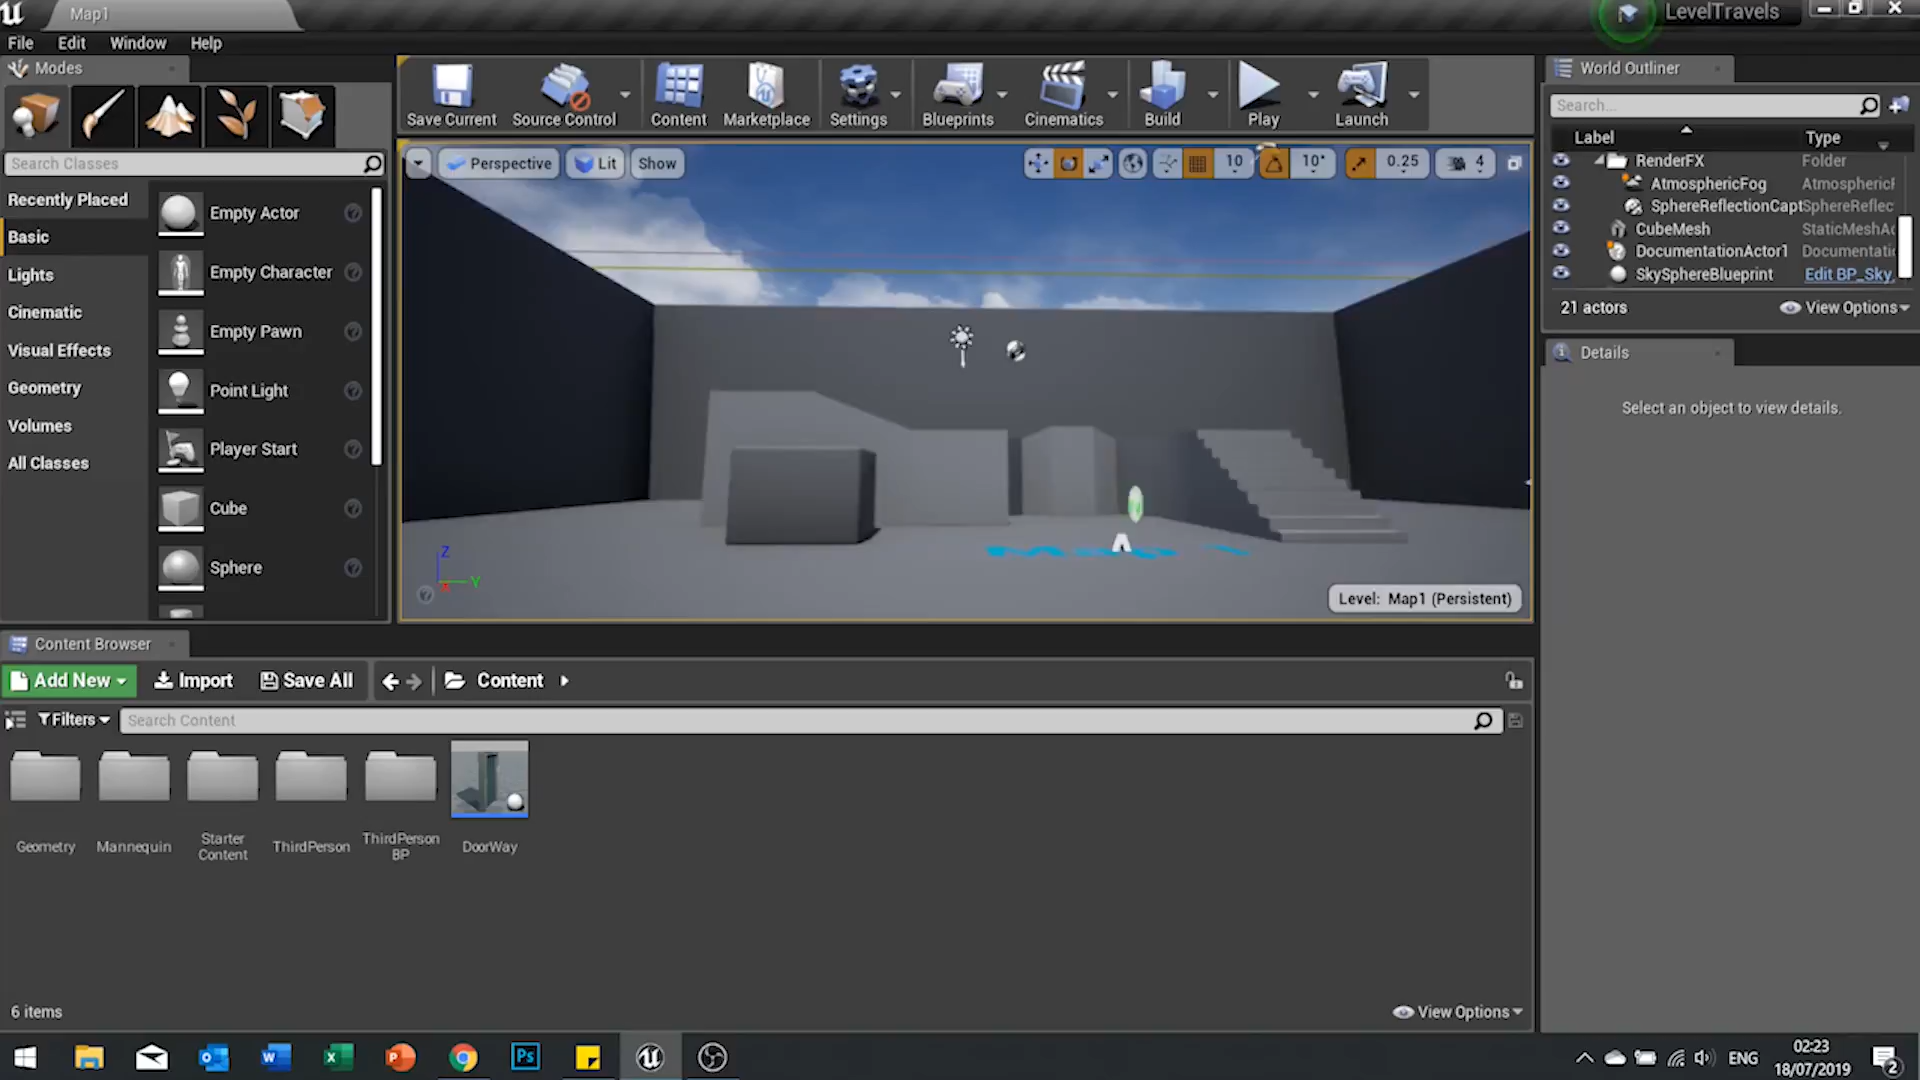 Map1
LevelTravels
File Edit Window Help
Modes
Search Classes
Recently Placed
Basic
Lights
Cinematic
Visual Effects
Geometry
Volumes
All Classes
Empty Actor
Empty Character
Empty Pawn
Point Light
Player Start
Cube
Sphere
Save Current
Source Control
Content
Marketplace
Settings
Blueprints
Cinematics
Build
Play
Launch
Perspective
Lit
Show
10
10°
0.25
4
Z
Y
Level: Map1 (Persistent)
World Outliner
Search...
Label Type
RenderFX Folder
AtmosphericFog Atmospheric
SphereReflectionCapt SphereReflec
CubeMesh StaticMeshA
DocumentationActor1 Documentati
SkySphereBlueprint Edit BP_Sky
21 actors
View Options
Details
Select an object to view details.
Content Browser
Add New
Import
Save All
Content
Filters
Search Content
Geometry
Mannequin
Starter
Content
ThirdPerson
ThirdPerson
BP
DoorWay
6 items
View Options
ENG
02:23
18/07/2019
2